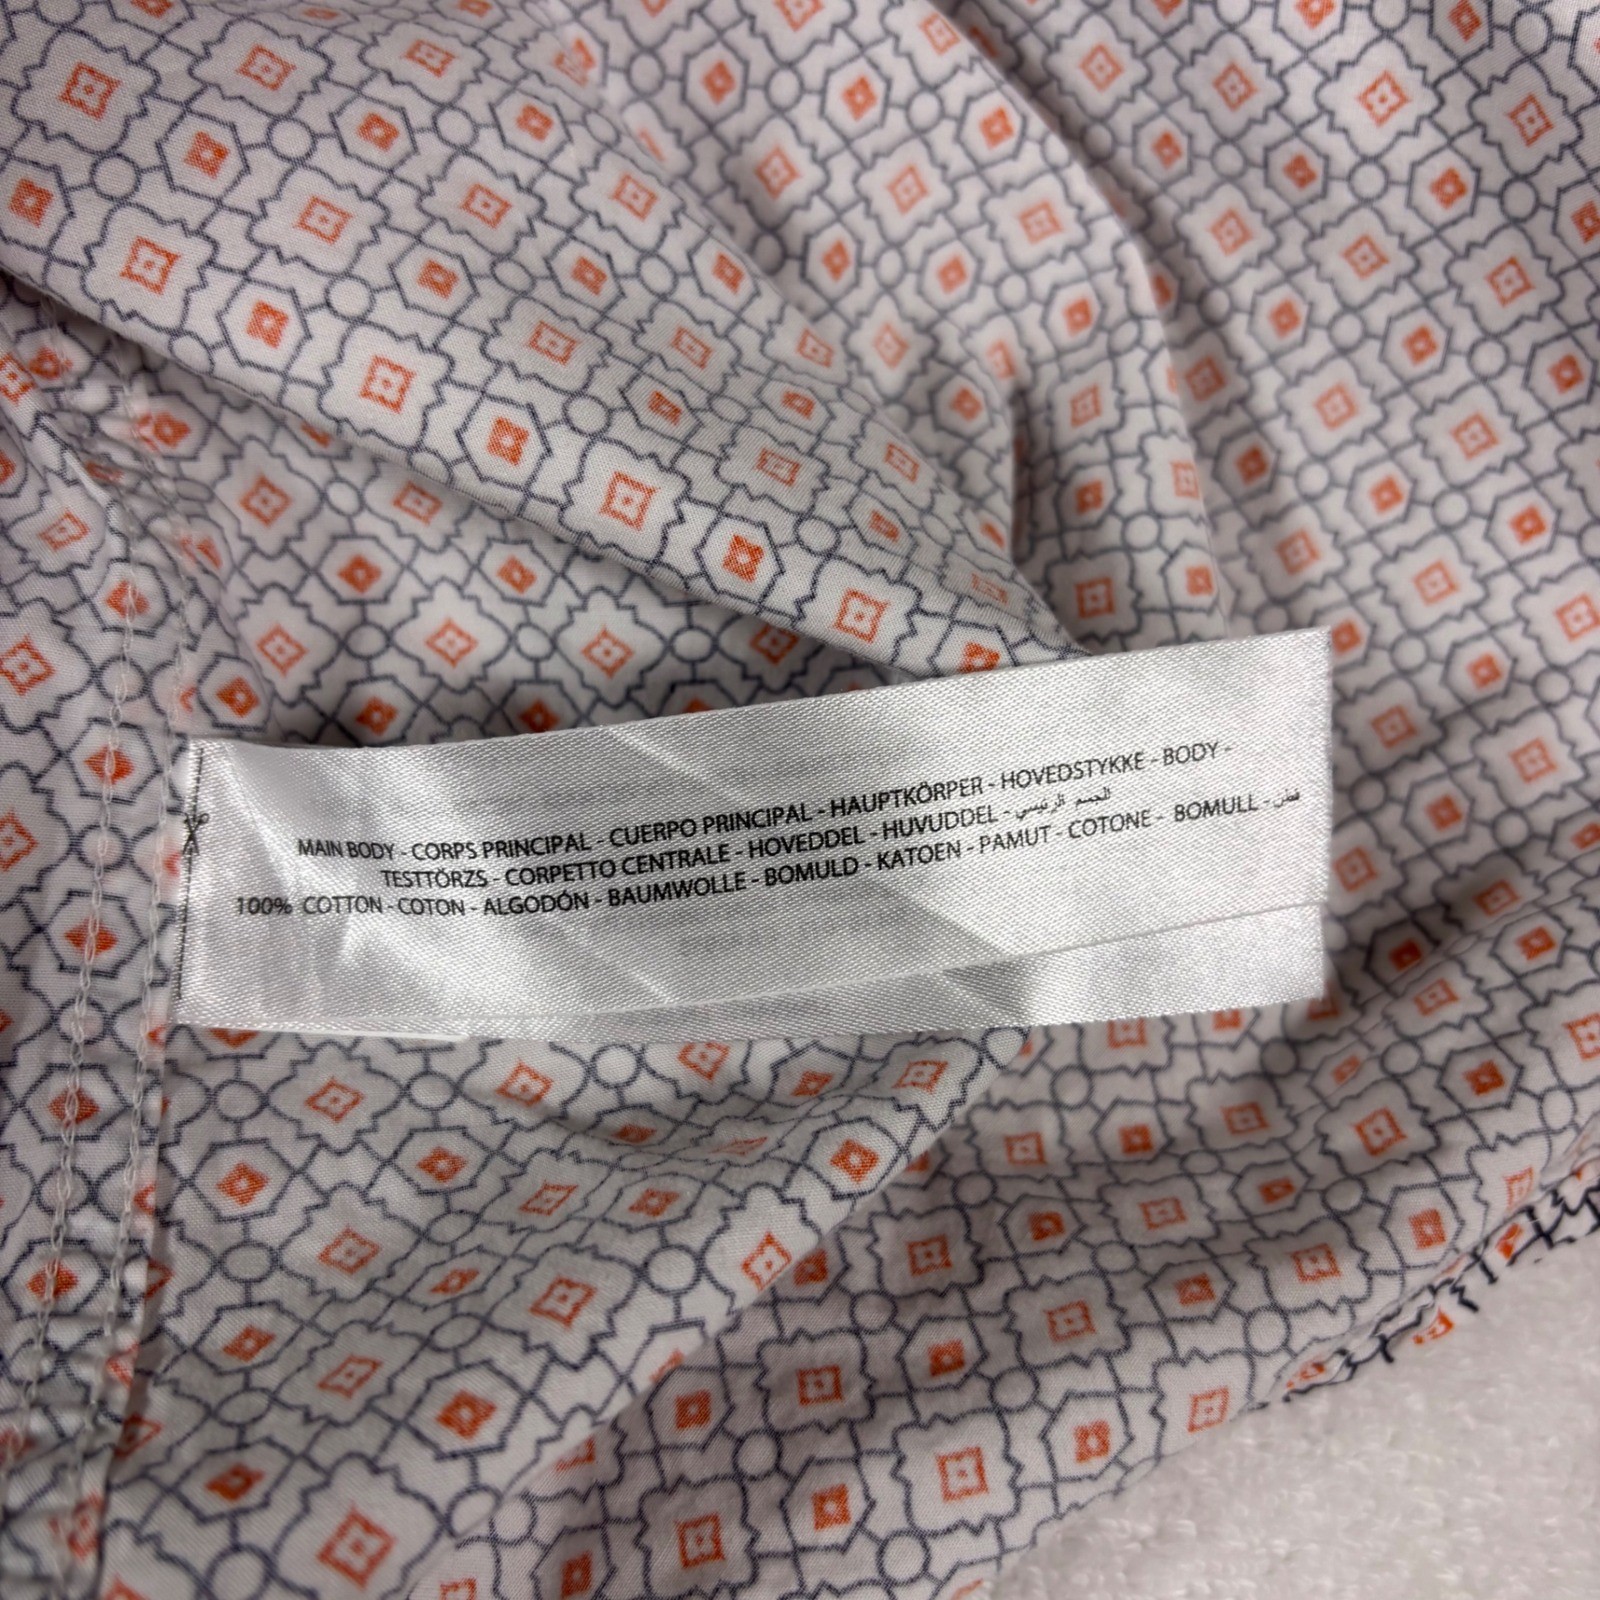 MAIN BODY - CORPS PRINCIPAL - CUERPO PRINCIPAL - HAUPTKÖRPER - HOVEDSTYKKE - BODY -
TESTTÖRZS - CORPETTO CENTRALE - HOVEDDEL - HUVUDDEL - الجسم الرئيسي
100% COTTON - COTON - ALGODÓN - BAUMWOLLE - BOMULD - KATOEN - PAMUT - COTONE - BOMULL - قطن